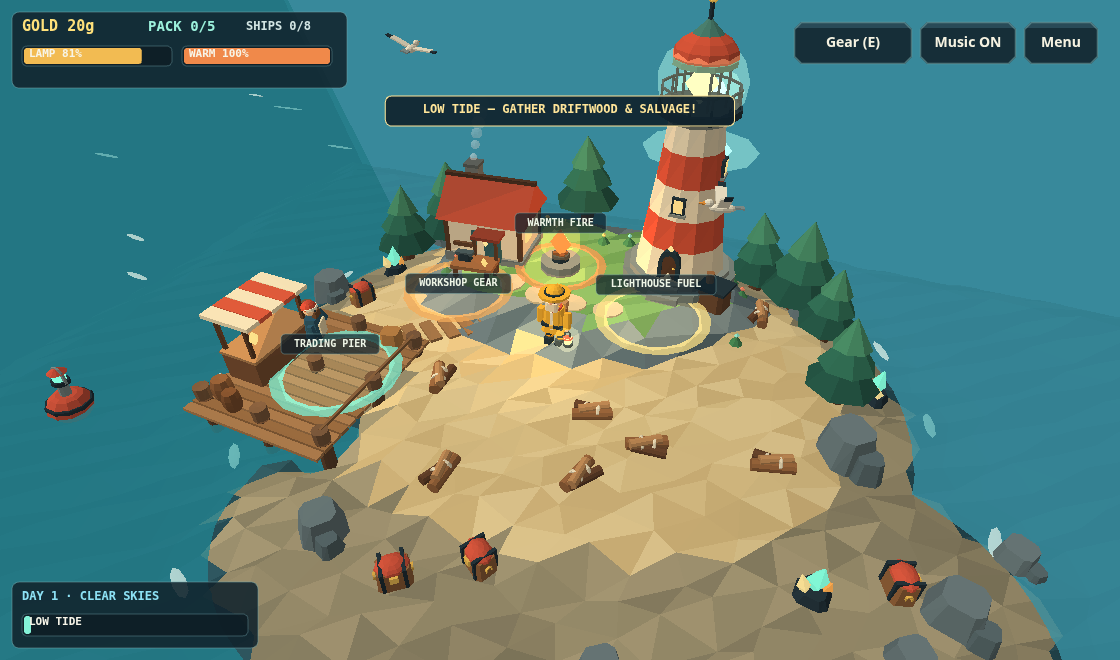 GOLD 20g PACK 0/5 SHIPS 0/8
LAMP 81% WARM 100%
Gear (E) Music ON Menu
LOW TIDE — GATHER DRIFTWOOD & SALVAGE!
WARMTH FIRE
WORKSHOP GEAR
LIGHTHOUSE FUEL
TRADING PIER
DAY 1 · CLEAR SKIES
LOW TIDE